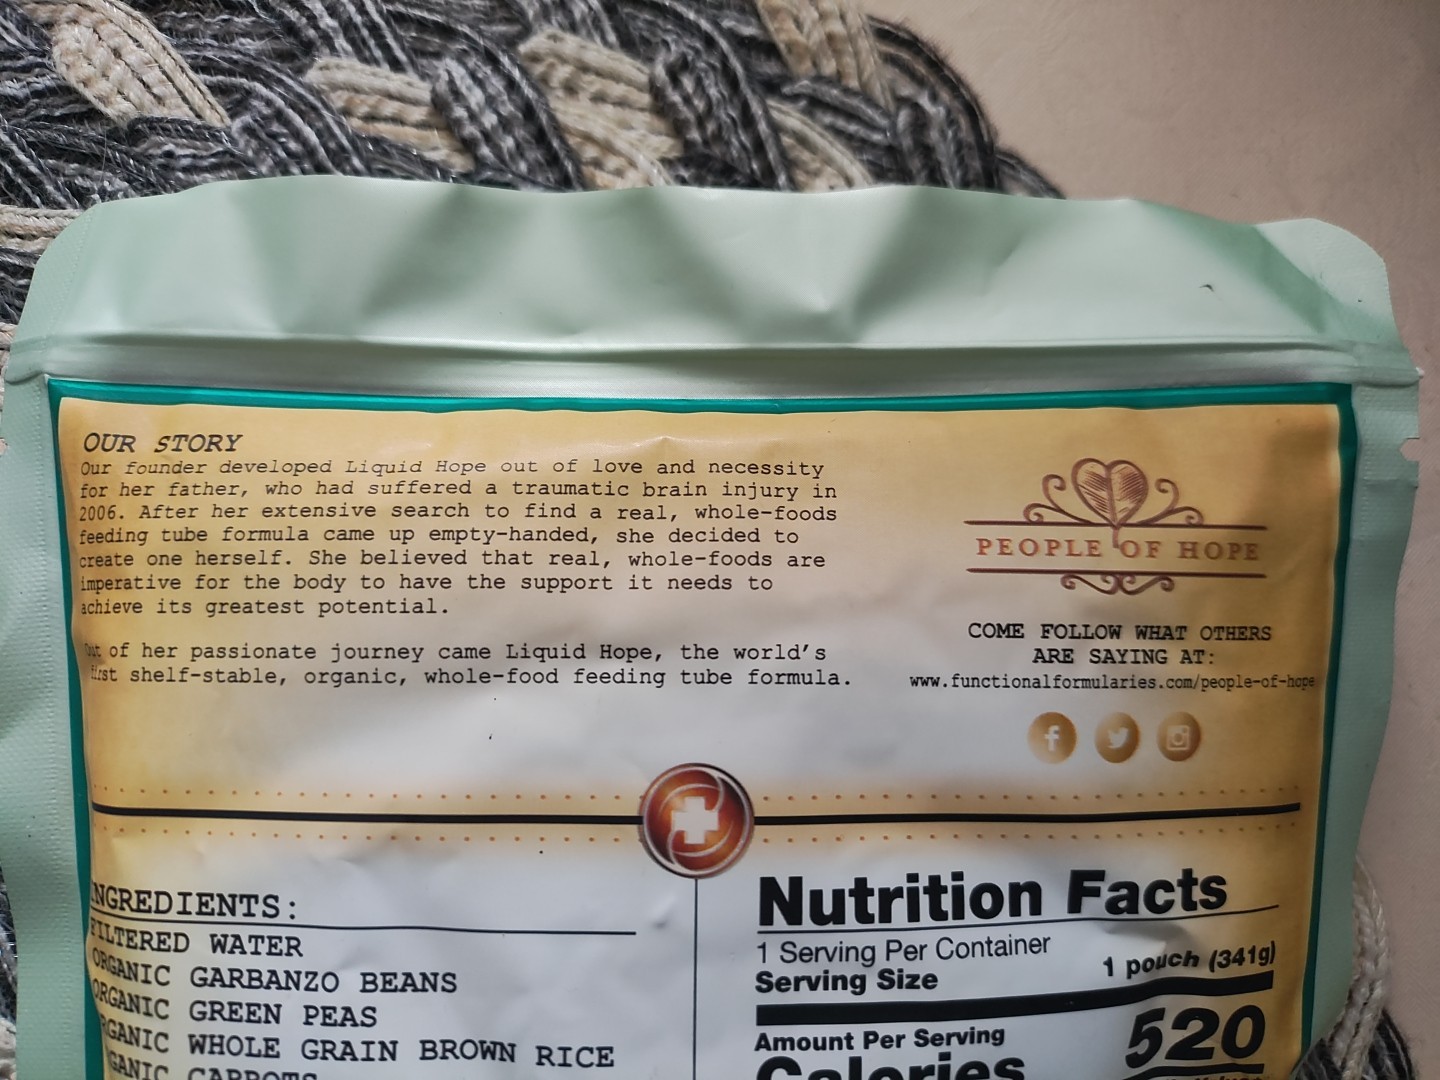 OUR STORY
Our founder developed Liquid Hope out of love and necessity
for her father, who had suffered a traumatic brain injury in
2006. After her extensive search to find a real, whole-foods
feeding tube formula came up empty-handed, she decided to
create one herself. She believed that real, whole-foods are
imperative for the body to have the support it needs to
achieve its greatest potential.
Out of her passionate journey came Liquid Hope, the world's
first shelf-stable, organic, whole-food feeding tube formula.
PEOPLE OF HOPE
COME FOLLOW WHAT OTHERS
ARE SAYING AT:
www.functionalformularies.com/people-of-hope
INGREDIENTS:
FILTERED WATER
ORGANIC GARBANZO BEANS
ORGANIC GREEN PEAS
ORGANIC WHOLE GRAIN BROWN RICE
ORGANIC CARROTS
Nutrition Facts
1 Serving Per Container
Serving Size 1 pouch (341g)
Amount Per Serving
Calories 520